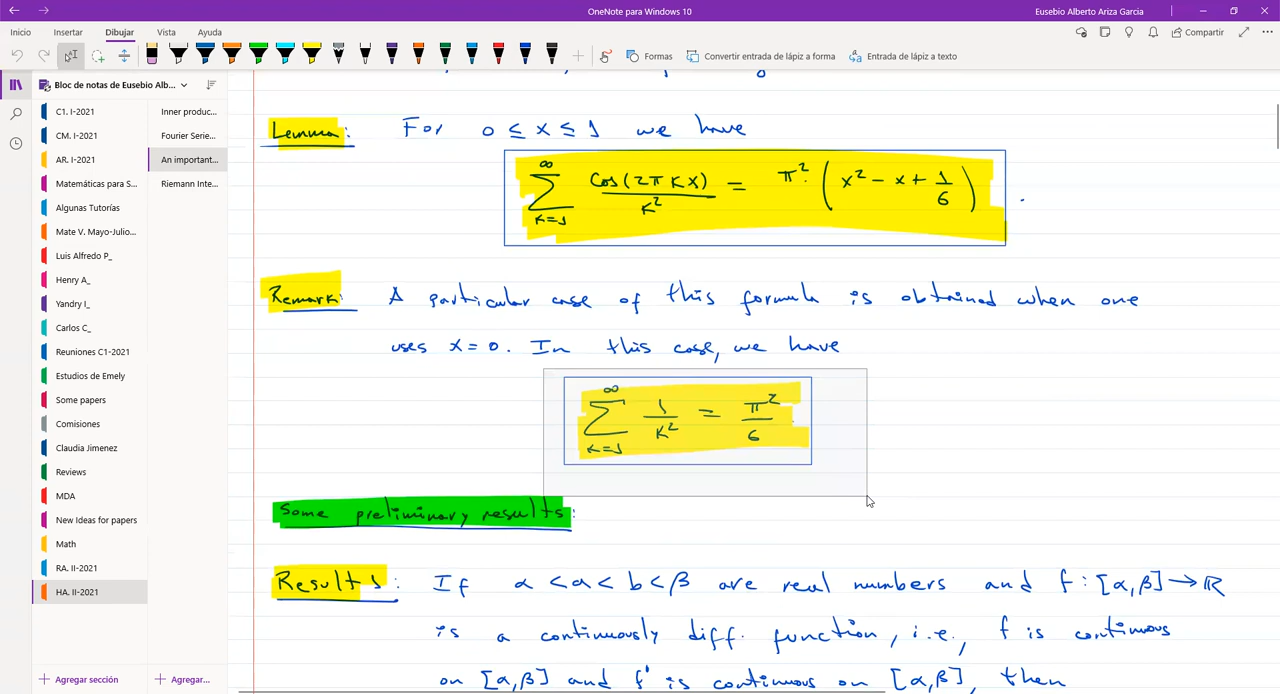 OneNote para Windows 10
Eusebio Alberto Ariza Garcia
Inicio Insertar Dibujar Vista Ayuda
Compartir
Formas Convertir entrada de lápiz a forma Entrada de lápiz a texto
Bloc de notas de Eusebio Alb...
C1. I-2021
CM. I-2021
AR. I-2021
Matemáticas para S...
Algunas Tutorías
Mate V. Mayo-Julio...
Luis Alfredo P_
Henry A_
Yandry I_
Carlos C_
Reuniones C1-2021
Estudios de Emely
Some papers
Comisiones
Claudia Jimenez
Reviews
MDA
New Ideas for papers
Math
RA. II-2021
HA. II-2021
Agregar sección
Inner produc...
Fourier Serie...
An important...
Riemann Inte...
Agregar...
Lemma: For 0 ≤ x ≤ 1 we have
∑_{k=1}^{∞} cos(2πkx)/k² = π² (x² - x + 1/6).
Remark: A particular case of this formula is obtained when one
uses x=0. In this case, we have
∑_{k=1}^{∞} 1/k² = π²/6.
Some preliminary results:
Results: If α < a < b < β are real numbers and f: [α,β] → ℝ
is a continuously diff. function, i.e., f is continuous
on [α,β] and f' is continuous on [α,β], then